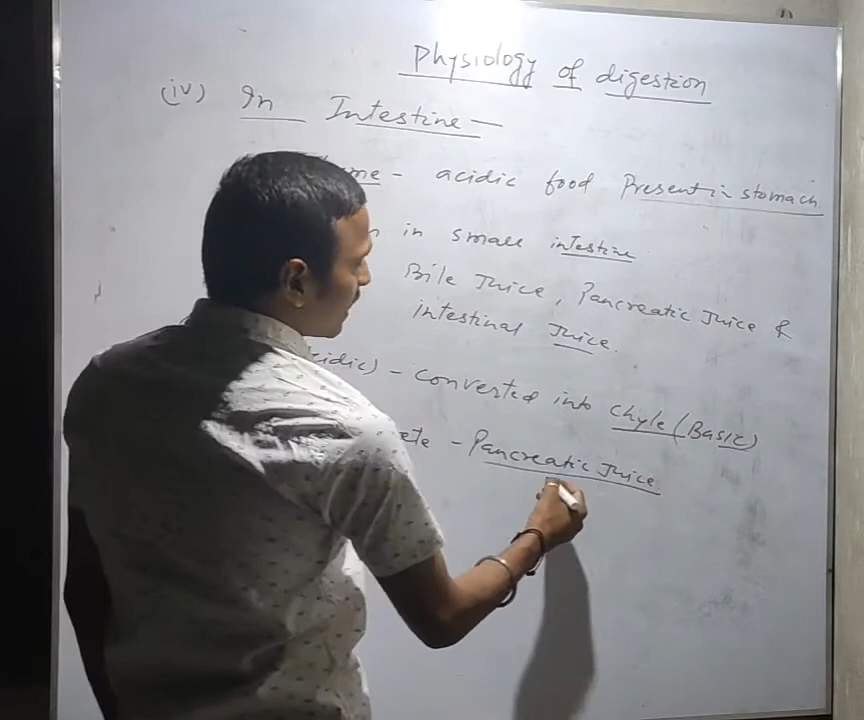 Physiology of digestion
(iv) In Intestine —
me - acidic food Present in stomach
n in small intestine
Bile Juice, Pancreatic Juice &
intestinal Juice.
idic) - converted into Chyle (Basic)
ete - Pancreatic Juice.